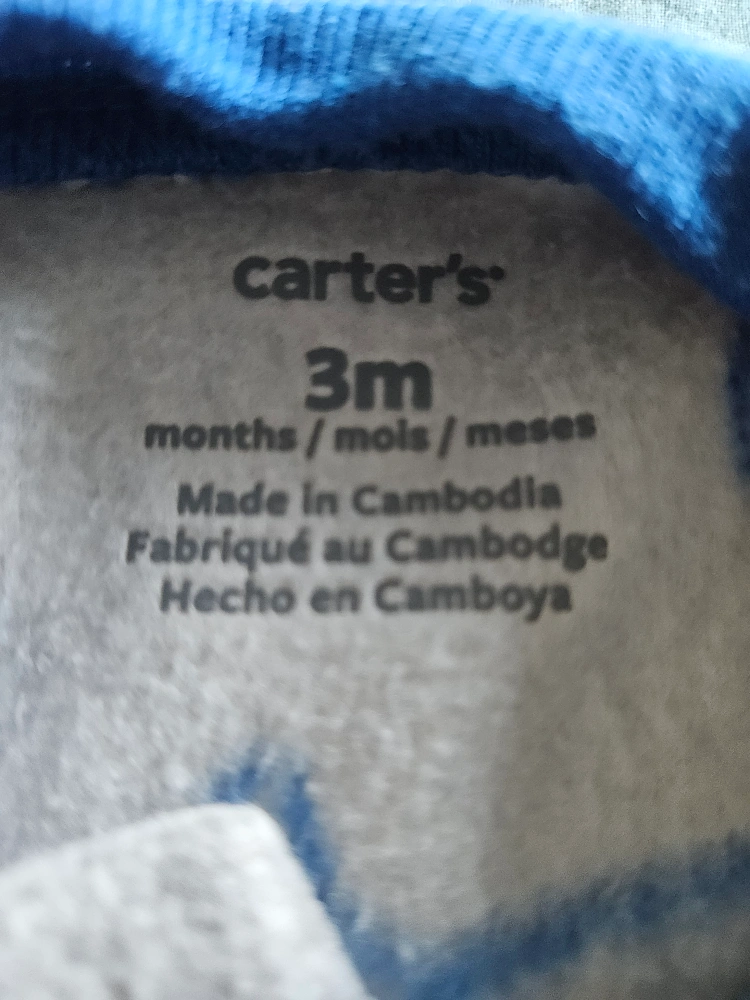 carter's
3m
months / mois / meses
Made in Cambodia
Fabriqué au Cambodge
Hecho en Camboya